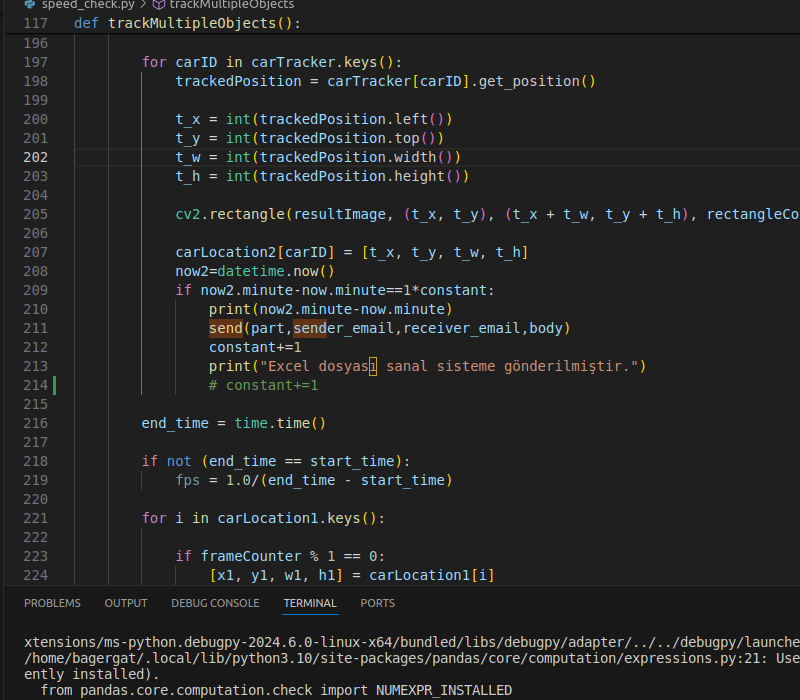 speed_check.py > trackMultipleObjects
117 def trackMultipleObjects():
196
197 for carID in carTracker.keys():
198 trackedPosition = carTracker[carID].get_position()
199
200 t_x = int(trackedPosition.left())
201 t_y = int(trackedPosition.top())
202 t_w = int(trackedPosition.width())
203 t_h = int(trackedPosition.height())
204
205 cv2.rectangle(resultImage, (t_x, t_y), (t_x + t_w, t_y + t_h), rectangleCo
206
207 carLocation2[carID] = [t_x, t_y, t_w, t_h]
208 now2=datetime.now()
209 if now2.minute-now.minute==1*constant:
210 print(now2.minute-now.minute)
211 send(part,sender_email,receiver_email,body)
212 constant+=1
213 print("Excel dosyası sanal sisteme gönderilmiştir.")
214 # constant+=1
215
216 end_time = time.time()
217
218 if not (end_time == start_time):
219 fps = 1.0/(end_time - start_time)
220
221 for i in carLocation1.keys():
222
223 if frameCounter % 1 == 0:
224 [x1, y1, w1, h1] = carLocation1[i]
PROBLEMS OUTPUT DEBUG CONSOLE TERMINAL PORTS
xtensions/ms-python.debugpy-2024.6.0-linux-x64/bundled/libs/debugpy/adapter/../../debugpy/launche
/home/bagergat/.local/lib/python3.10/site-packages/pandas/core/computation/expressions.py:21: Use
ently installed).
from pandas.core.computation.check import NUMEXPR_INSTALLED